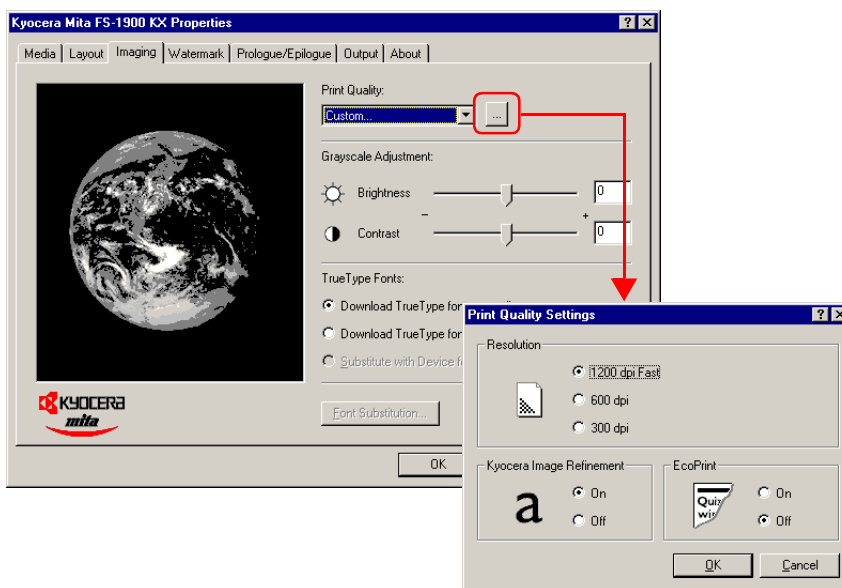 Kyocera Mita FS-1900 KX Properties
Media Layout Imaging Watermark Prologue/Epilogue Output About
Print Quality:
Custom...
...
Grayscale Adjustment:
Brightness 0
- +
Contrast 0
TrueType Fonts:
Download TrueType
Download TrueType for
Substitute with Device
Font Substitution...
KYOCERA
mita
OK
Print Quality Settings
Resolution
1200 dpi Fast
600 dpi
300 dpi
Kyocera Image Refinement
a
On
Off
EcoPrint
Quiz
On
Off
OK Cancel